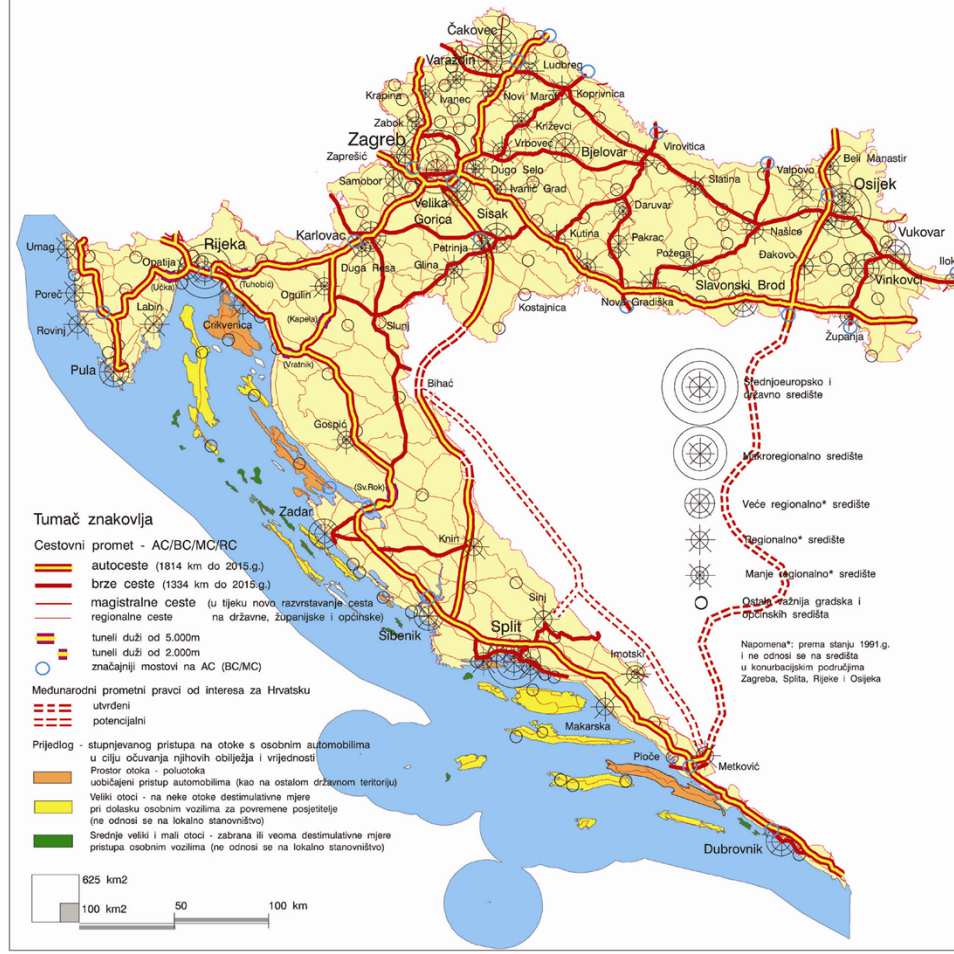 Čakovec
Varaždin
Ludbreg
Krapina
Ivanec
Novi Marof
Koprivnica
Zabok
Križevci
Zagreb
Vrbovec
Bjelovar
Virovitica
Zaprešić
Dugo Selo
Valpovo
Beli Manastir
Samobor
Ivanić Grad
Slatina
Osijek
Velika
Gorica
Sisak
Daruvar
Karlovac
Petrinja
Kutina
Pakrac
Našice
Vukovar
Umag
Rijeka
Opatija
Duga Resa
Glina
Požega
Đakovo
Ilok
(Učka)
(Tuhobić)
Ogulin
Slavonski Brod
Vinkovci
Poreč
Labin
Kostajnica
Nova Gradiška
Rovinj
Crikvenica
(Kapela)
Slunj
Županja
Pula
(Vratnik)
Bihać
Srednjoeuropsko i
državno središte
Gospić
Makroregionalno središte
(Sv.Rok)
Veće regionalno* središte
Zadar
Knin
Regionalno* središte
Manje regionalno* središte
Sinj
Ostala važnija gradska i
općinskih središta
Šibenik
Split
Imotski
Napomena*: prema stanju 1991.g.
i ne odnosi se na središta
u konurbacijskim područjima
Zagreba, Splita, Rijeke i Osijeka
Makarska
Ploče
Metković
Dubrovnik
Tumač znakovlja
Cestovni promet - AC/BC/MC/RC
autoceste (1814 km do 2015.g.)
brze ceste (1334 km do 2015.g.)
magistralne ceste (u tijeku novo razvrstavanje cesta
regionalne ceste na državne, županijske i općinske)
tuneli duži od 5.000m
tuneli duži od 2.000m
značajniji mostovi na AC (BC/MC)
Međunarodni prometni pravci od interesa za Hrvatsku
utvrđeni
potencijalni
Prijedlog - stupnjevanog pristupa na otoke s osobnim automobilima
u cilju očuvanja njihovih obilježja i vrijednosti
Prostor otoka - poluotoka
uobičajeni pristup automobilima (kao na ostalom državnom teritoriju)
Veliki otoci - na neke otoke destimulativne mjere
pri dolasku osobnim vozilima za povremene posjetitelje
(ne odnosi se na lokalno stanovništvo)
Srednje veliki i mali otoci - zabrana ili veoma destimulativne mjere
pristupa osobnim vozilima (ne odnosi se na lokalno stanovništvo)
625 km2
100 km2
50
100 km